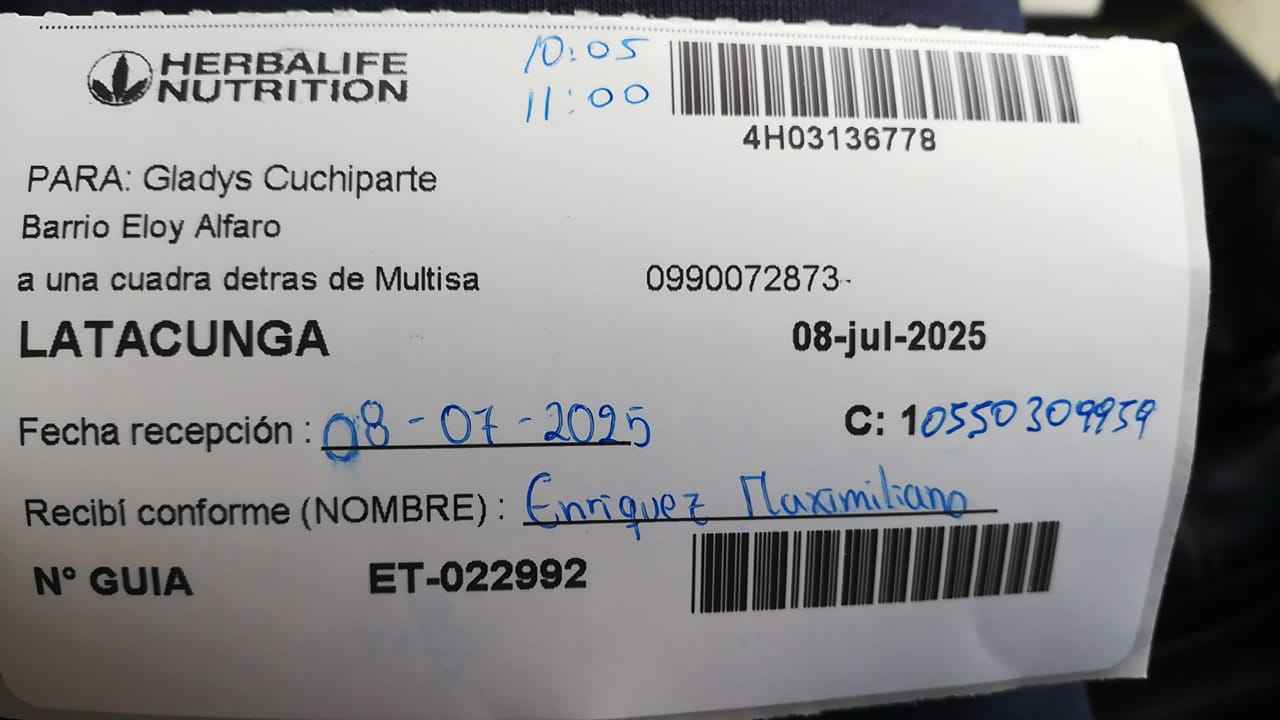 HERBALIFE
NUTRITION
10:05
11:00
4H03136778
PARA: Gladys Cuchiparte
Barrio Eloy Alfaro
a una cuadra detras de Multisa 0990072873
LATACUNGA 08-jul-2025
Fecha recepción : 08-07-2025 C: 10550309959
Recibí conforme (NOMBRE) : Enriquez Maximiliano
N° GUIA ET-022992